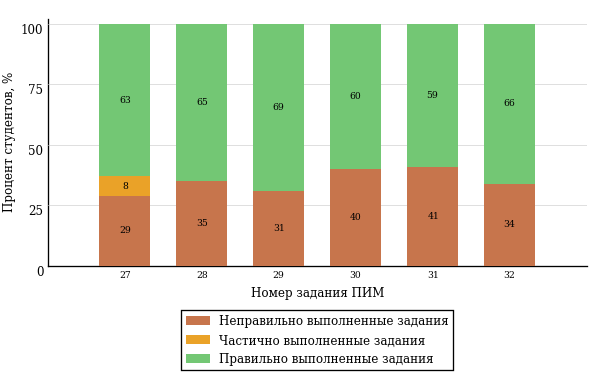 100
75
50
25
0
Процент студентов, %
63 65 69 60 59 66
8
29 35 31 40 41 34
27 28 29 30 31 32
Номер задания ПИМ
Неправильно выполненные задания
Частично выполненные задания
Правильно выполненные задания